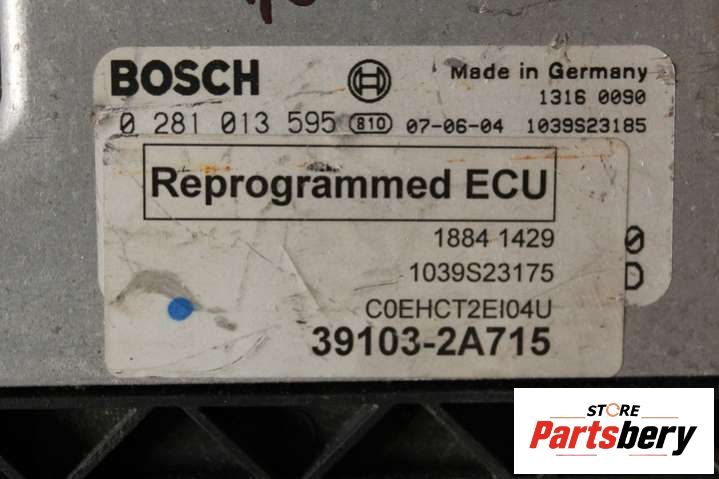 BOSCH Made in Germany
1316 0090
0 281 013 595 810 07-06-04 1039S23185
Reprogrammed ECU
1884 1429 0
1039S23175 D
C0EHCT2EI04U
39103-2A715
STORE
Partsbery